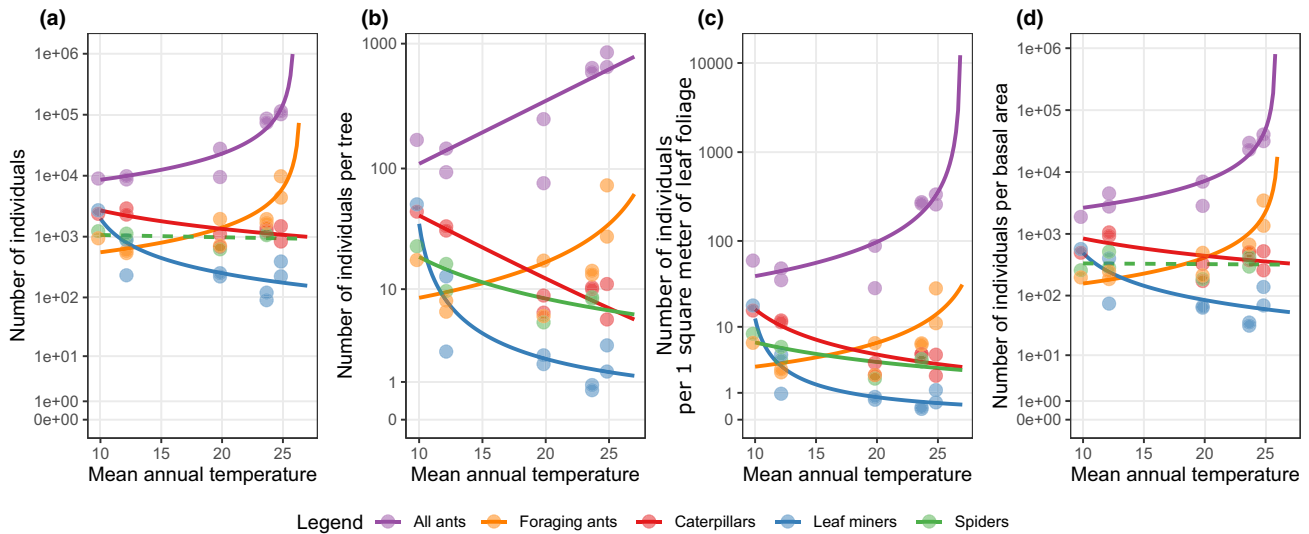 (a)
(b)
(c)
(d)
Number of individuals
1e+06
1e+05
1e+04
1e+03
1e+02
1e+01
1e+00
0e+00
10
15
20
25
Mean annual temperature
Number of individuals per tree
1000
100
10
1
0
10
15
20
25
Mean annual temperature
Number of individuals
per 1 square meter of leaf foliage
10000
1000
100
10
1
0
10
15
20
25
Mean annual temperature
Number of individuals per basal area
1e+06
1e+05
1e+04
1e+03
1e+02
1e+01
1e+00
0e+00
10
15
20
25
Mean annual temperature
Legend All ants Foraging ants Caterpillars Leaf miners Spiders